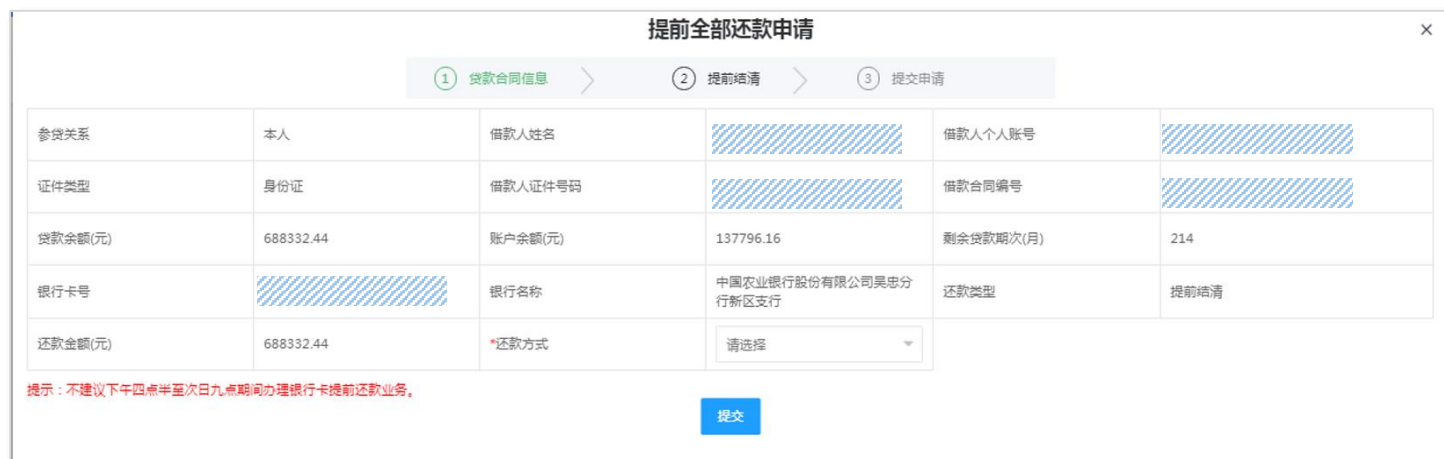 提前全部还款申请
×
1 贷款合同信息 2 提前结清 3 提交申请
参贷关系 本人 借款人姓名 借款人个人账号
证件类型 身份证 借款人证件号码 借款合同编号
贷款余额(元) 688332.44 账户余额(元) 137796.16 剩余贷款期次(月) 214
银行卡号 银行名称 中国农业银行股份有限公司吴忠分
行新区支行 还款类型 提前结清
还款金额(元) 688332.44 *还款方式 请选择
提示：不建议下午四点半至次日九点期间办理银行卡提前还款业务。
提交